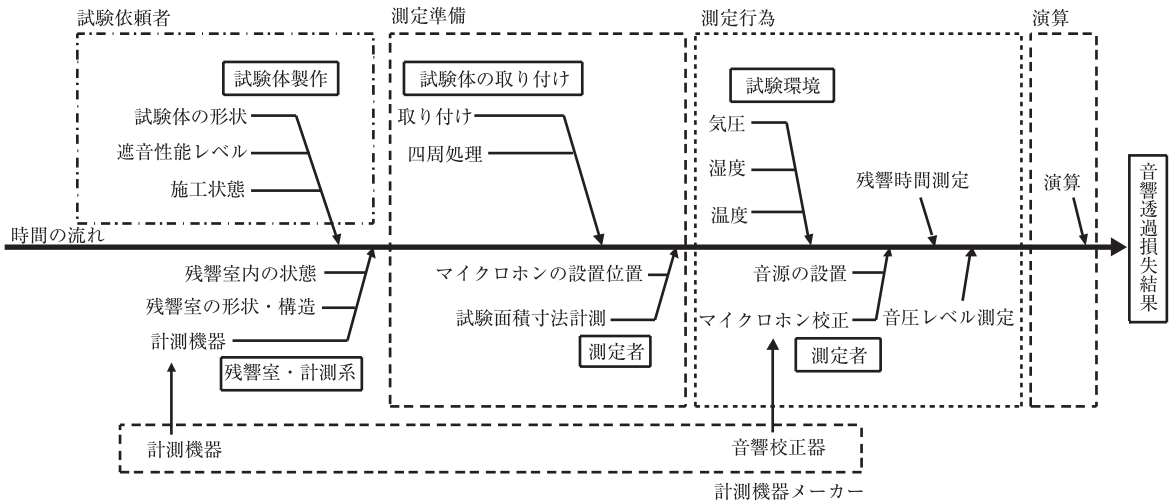 試験依頼者
測定準備
測定行為
演算
試験体製作
試験体の形状
遮音性能レベル
施工状態
試験体の取り付け
取り付け
四周処理
試験環境
気圧
湿度
温度
残響時間測定
演算
音響透過損失結果
時間の流れ
残響室内の状態
残響室の形状・構造
計測機器
残響室・計測系
マイクロホンの設置位置
試験面積寸法計測
測定者
音源の設置
マイクロホン校正
音圧レベル測定
測定者
計測機器
音響校正器
計測機器メーカー